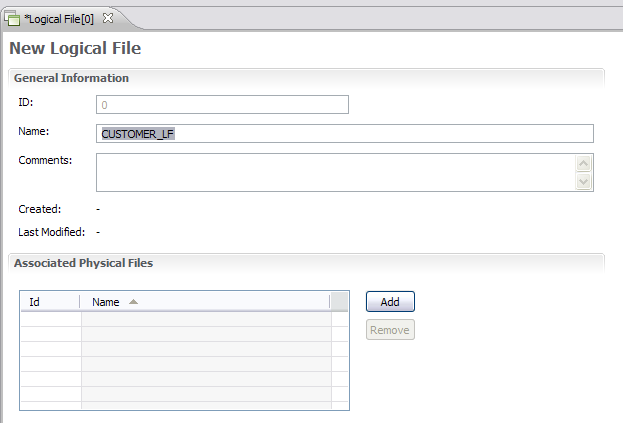 *Logical File[0]
New Logical File
General Information
ID: 0
Name: CUSTOMER_LF
Comments:
Created: -
Last Modified: -
Associated Physical Files
Id Name Add
Remove